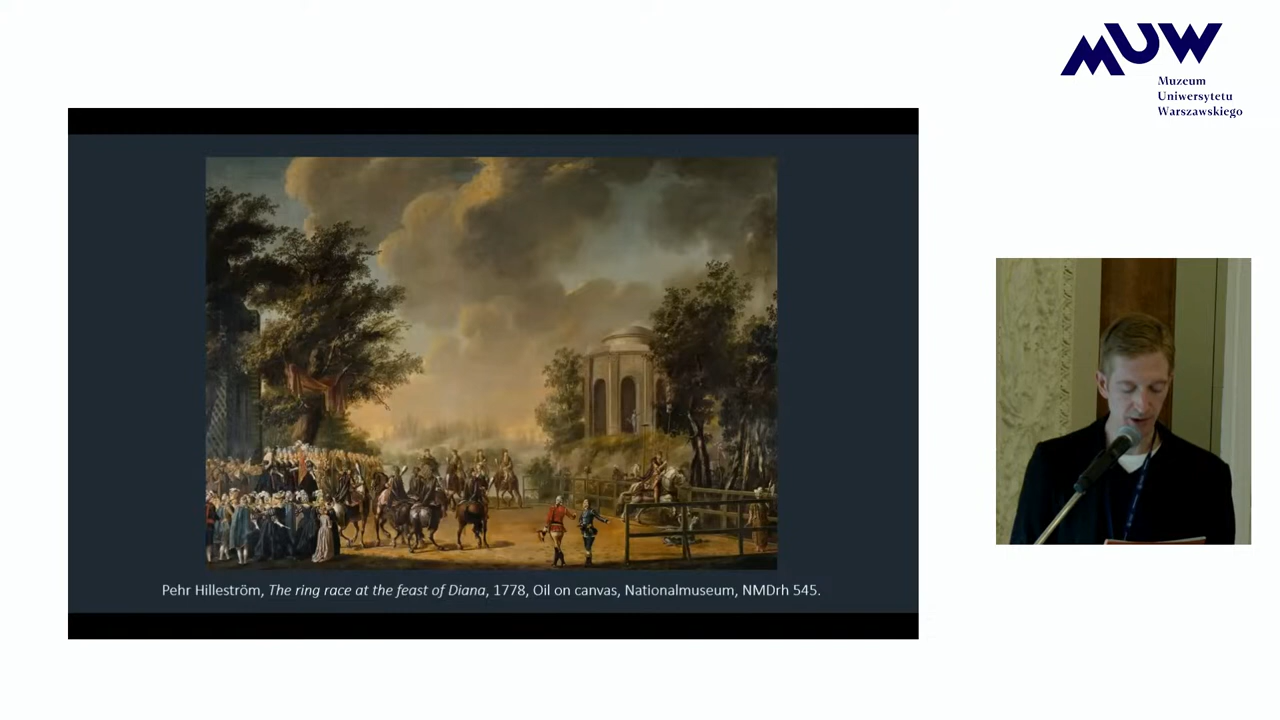 MUW
Muzeum
Uniwersytetu
Warszawskiego
Pehr Hilleström, The ring race at the feast of Diana, 1778, Oil on canvas, Nationalmuseum, NMDrh 545.